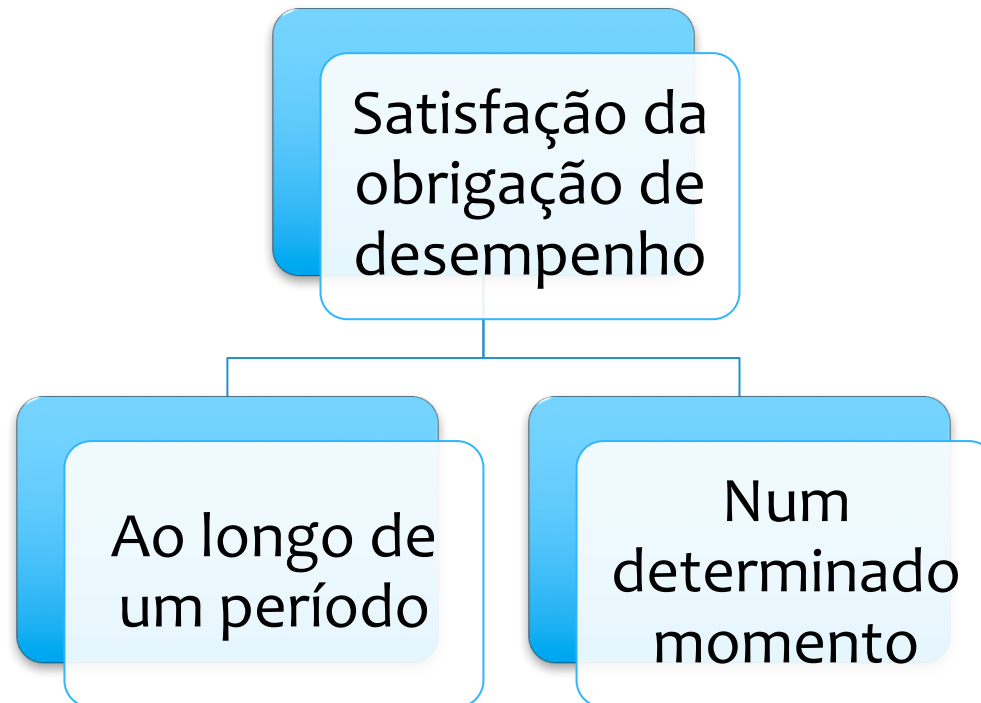 Satisfação da
obrigação de
desempenho
Ao longo de
um período
Num
determinado
momento